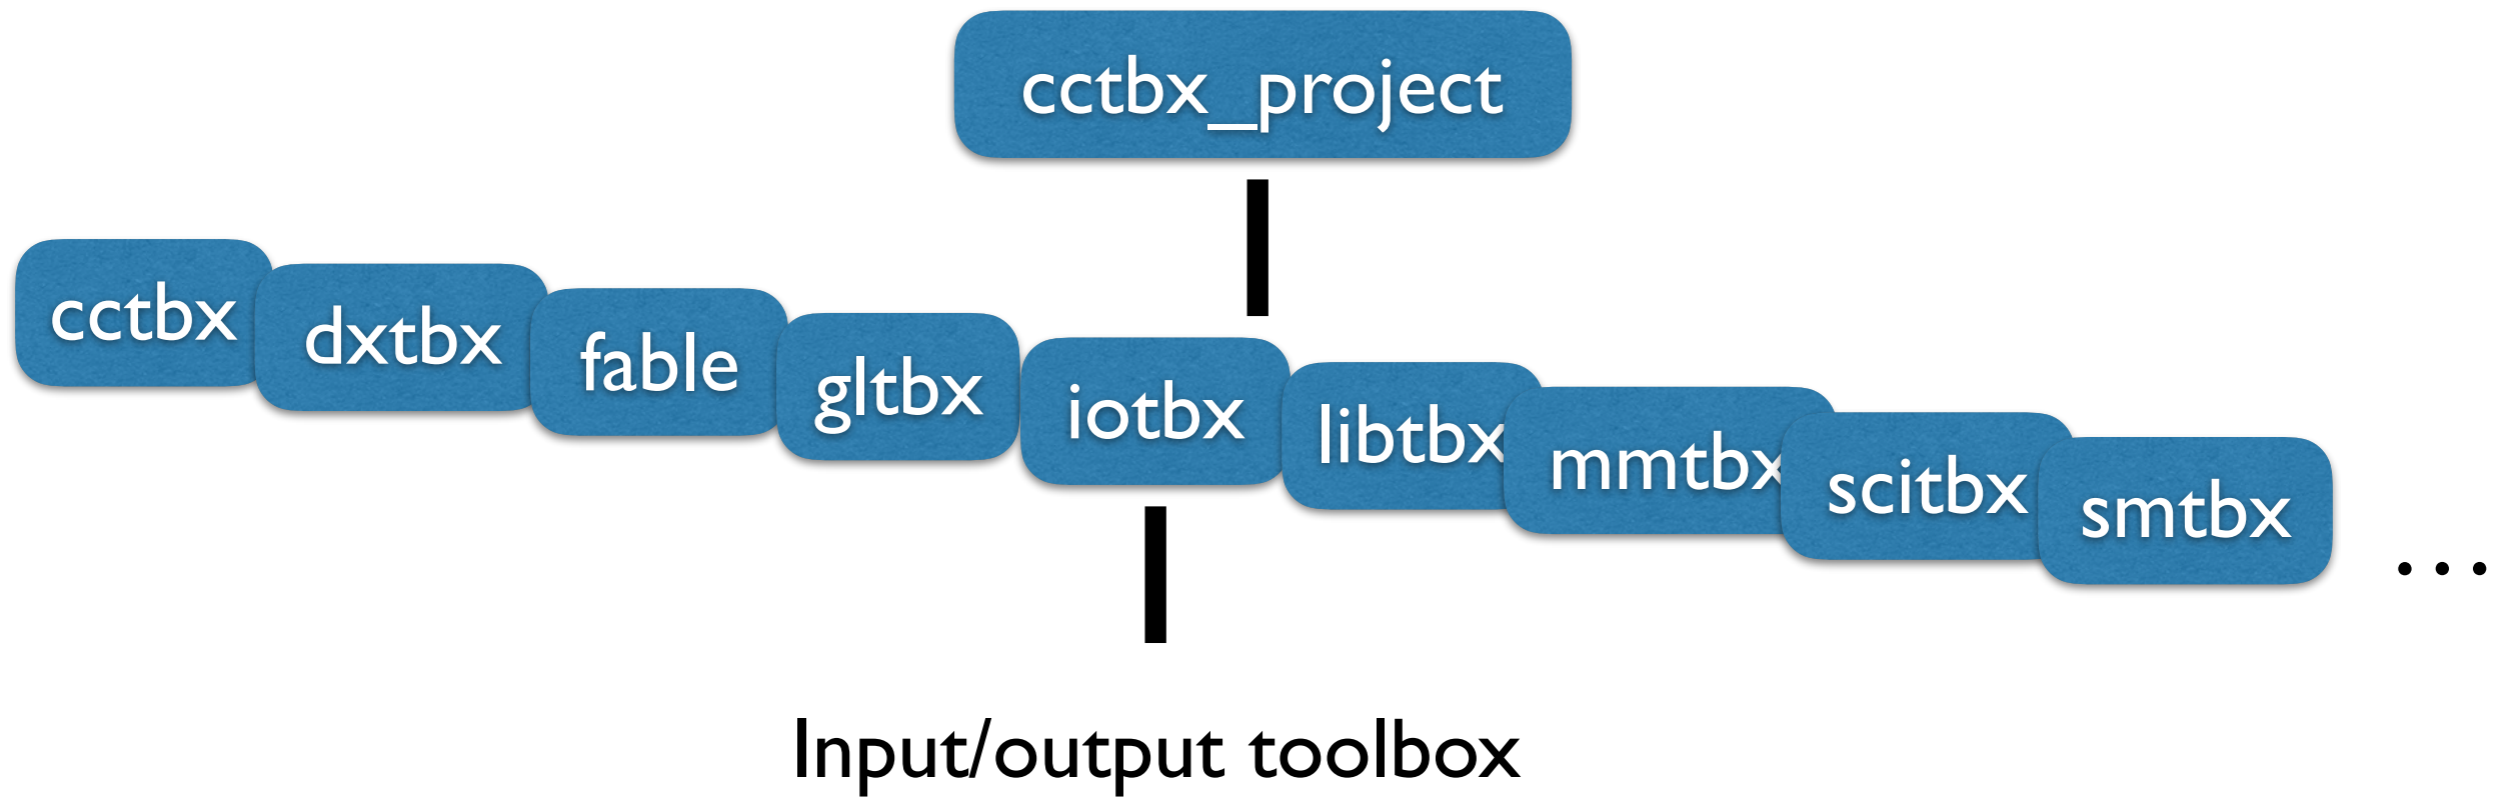 cctbx_project
cctbx
dxtbx
fable
gltbx
iotbx
libtbx
mmtbx
scitbx
smtbx
...
Input/output toolbox